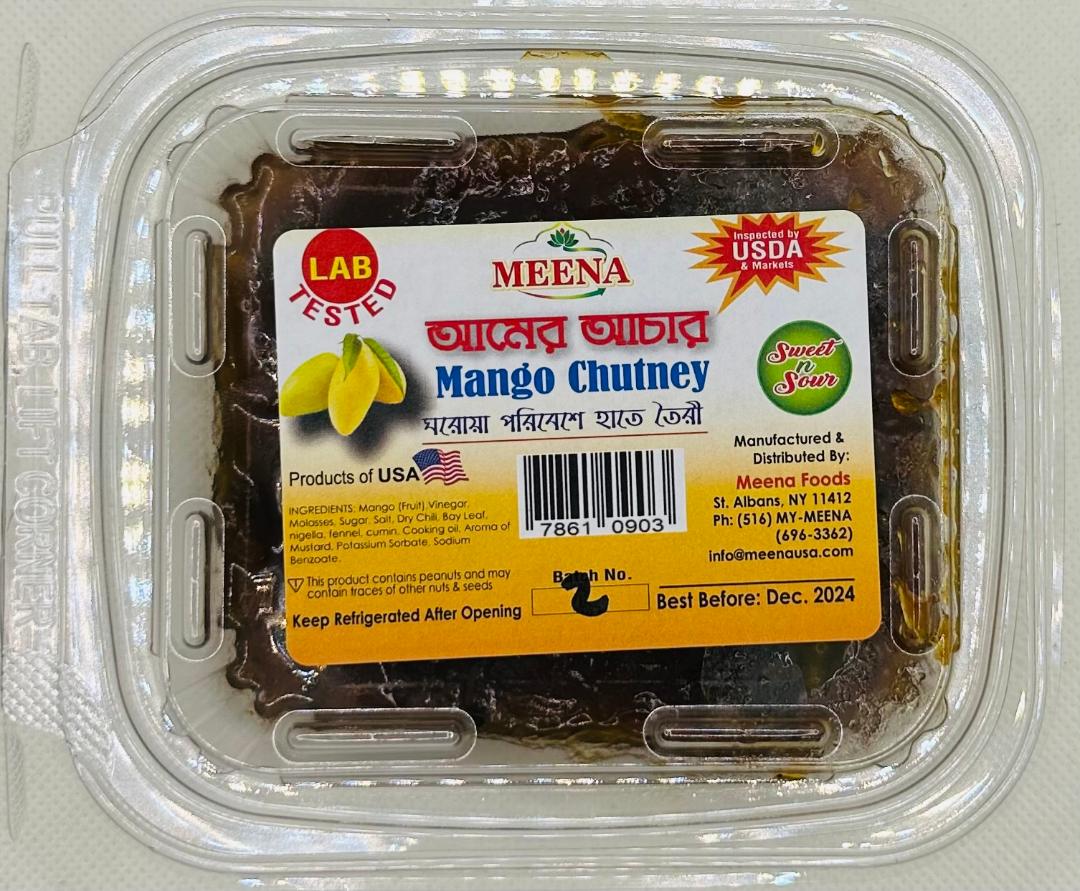 PULL TAB LIFT CORNER
LAB
TESTED
MEENA
Inspected by
USDA
& Markets
আমের আচার
Mango Chutney
ঘরোয়া পরিবেশে হাতে তৈরী
Sweet
n
Sour
Products of USA
INGREDIENTS: Mango (Fruit), Vinegar,
Molasses, Sugar, Salt, Dry Chili, Bay Leaf,
nigella, fennel, cumin, Cooking oil, Aroma of
Mustard, Potassium Sorbate, Sodium
Benzoate.
This product contains peanuts and may
contain traces of other nuts & seeds
Keep Refrigerated After Opening
7861 0903
Batch No.
2
Manufactured &
Distributed By:
Meena Foods
St. Albans, NY 11412
Ph: (516) MY-MEENA
(696-3362)
info@meenausa.com
Best Before: Dec. 2024